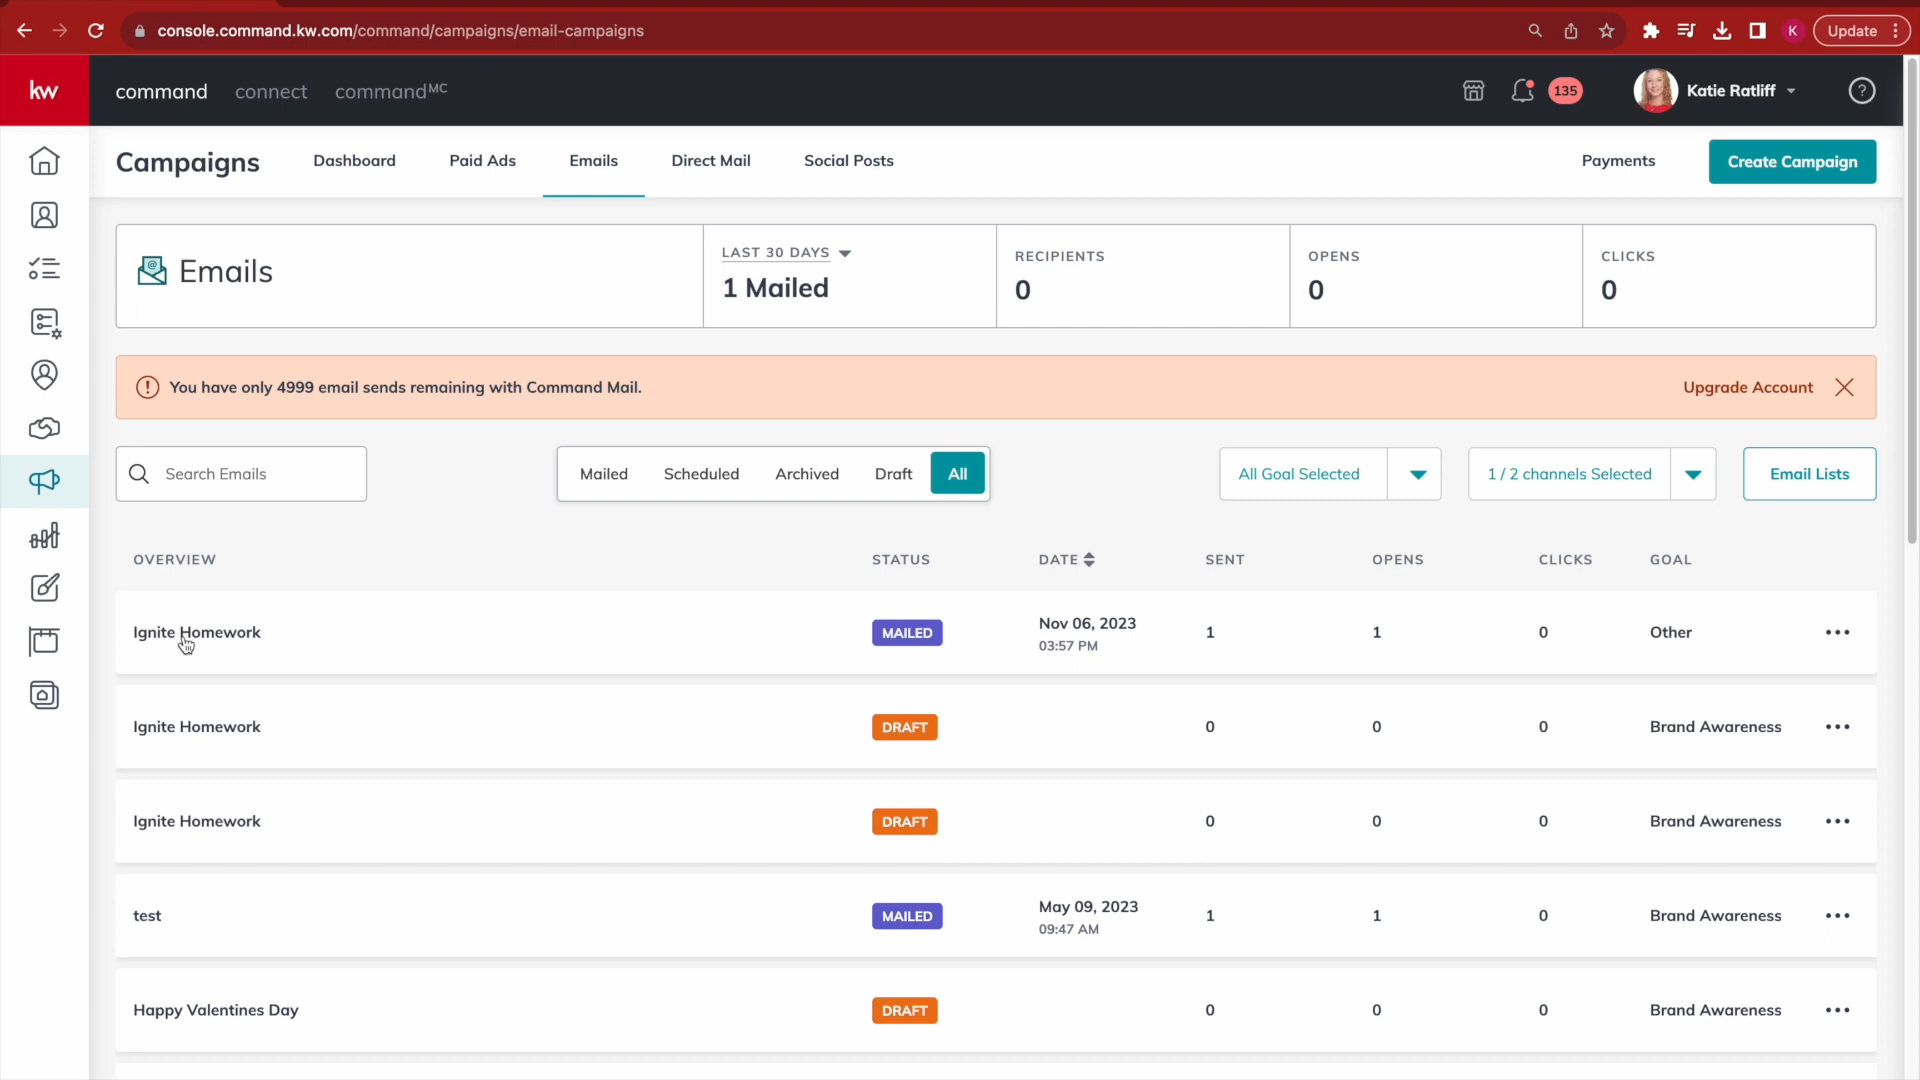 console.command.kw.com/command/campaigns/email-campaigns
K
Update
kw
command
connect
commandMC
135
Katie Ratliff
?
Campaigns
Dashboard
Paid Ads
Emails
Direct Mail
Social Posts
Payments
Create Campaign
@
Emails
LAST 30 DAYS
1 Mailed
RECIPIENTS
0
OPENS
0
CLICKS
0
! You have only 4999 email sends remaining with Command Mail.
Upgrade Account
Search Emails
Mailed
Scheduled
Archived
Draft
All
All Goal Selected
1 / 2 channels Selected
Email Lists
OVERVIEW STATUS DATE SENT OPENS CLICKS GOAL
Ignite Homework MAILED Nov 06, 2023 1 1 0 Other
03:57 PM
Ignite Homework DRAFT 0 0 0 Brand Awareness
Ignite Homework DRAFT 0 0 0 Brand Awareness
test MAILED May 09, 2023 1 1 0 Brand Awareness
09:47 AM
Happy Valentines Day DRAFT 0 0 0 Brand Awareness